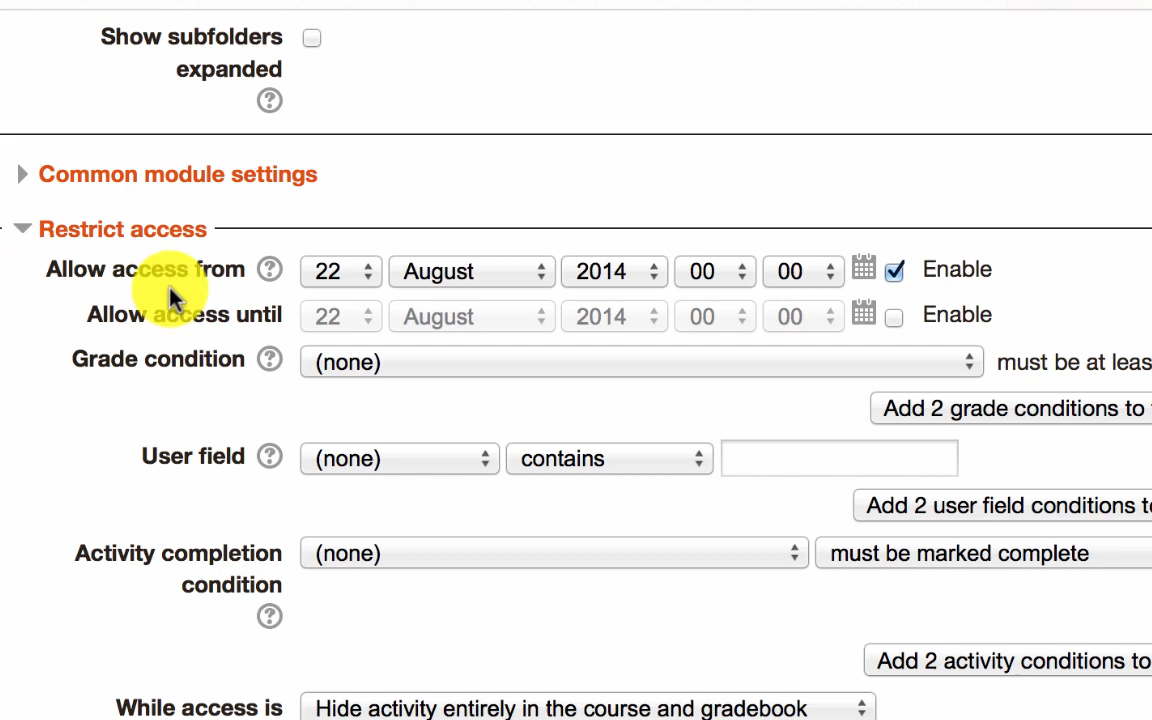 Show subfolders
expanded
Common module settings
Restrict access
Allow access from 22 August 2014 00 00 Enable
Allow access until 22 August 2014 00 00 Enable
Grade condition (none) must be at leas
Add 2 grade conditions to
User field (none) contains
Add 2 user field conditions to
Activity completion (none) must be marked complete
condition
Add 2 activity conditions to
While access is Hide activity entirely in the course and gradebook